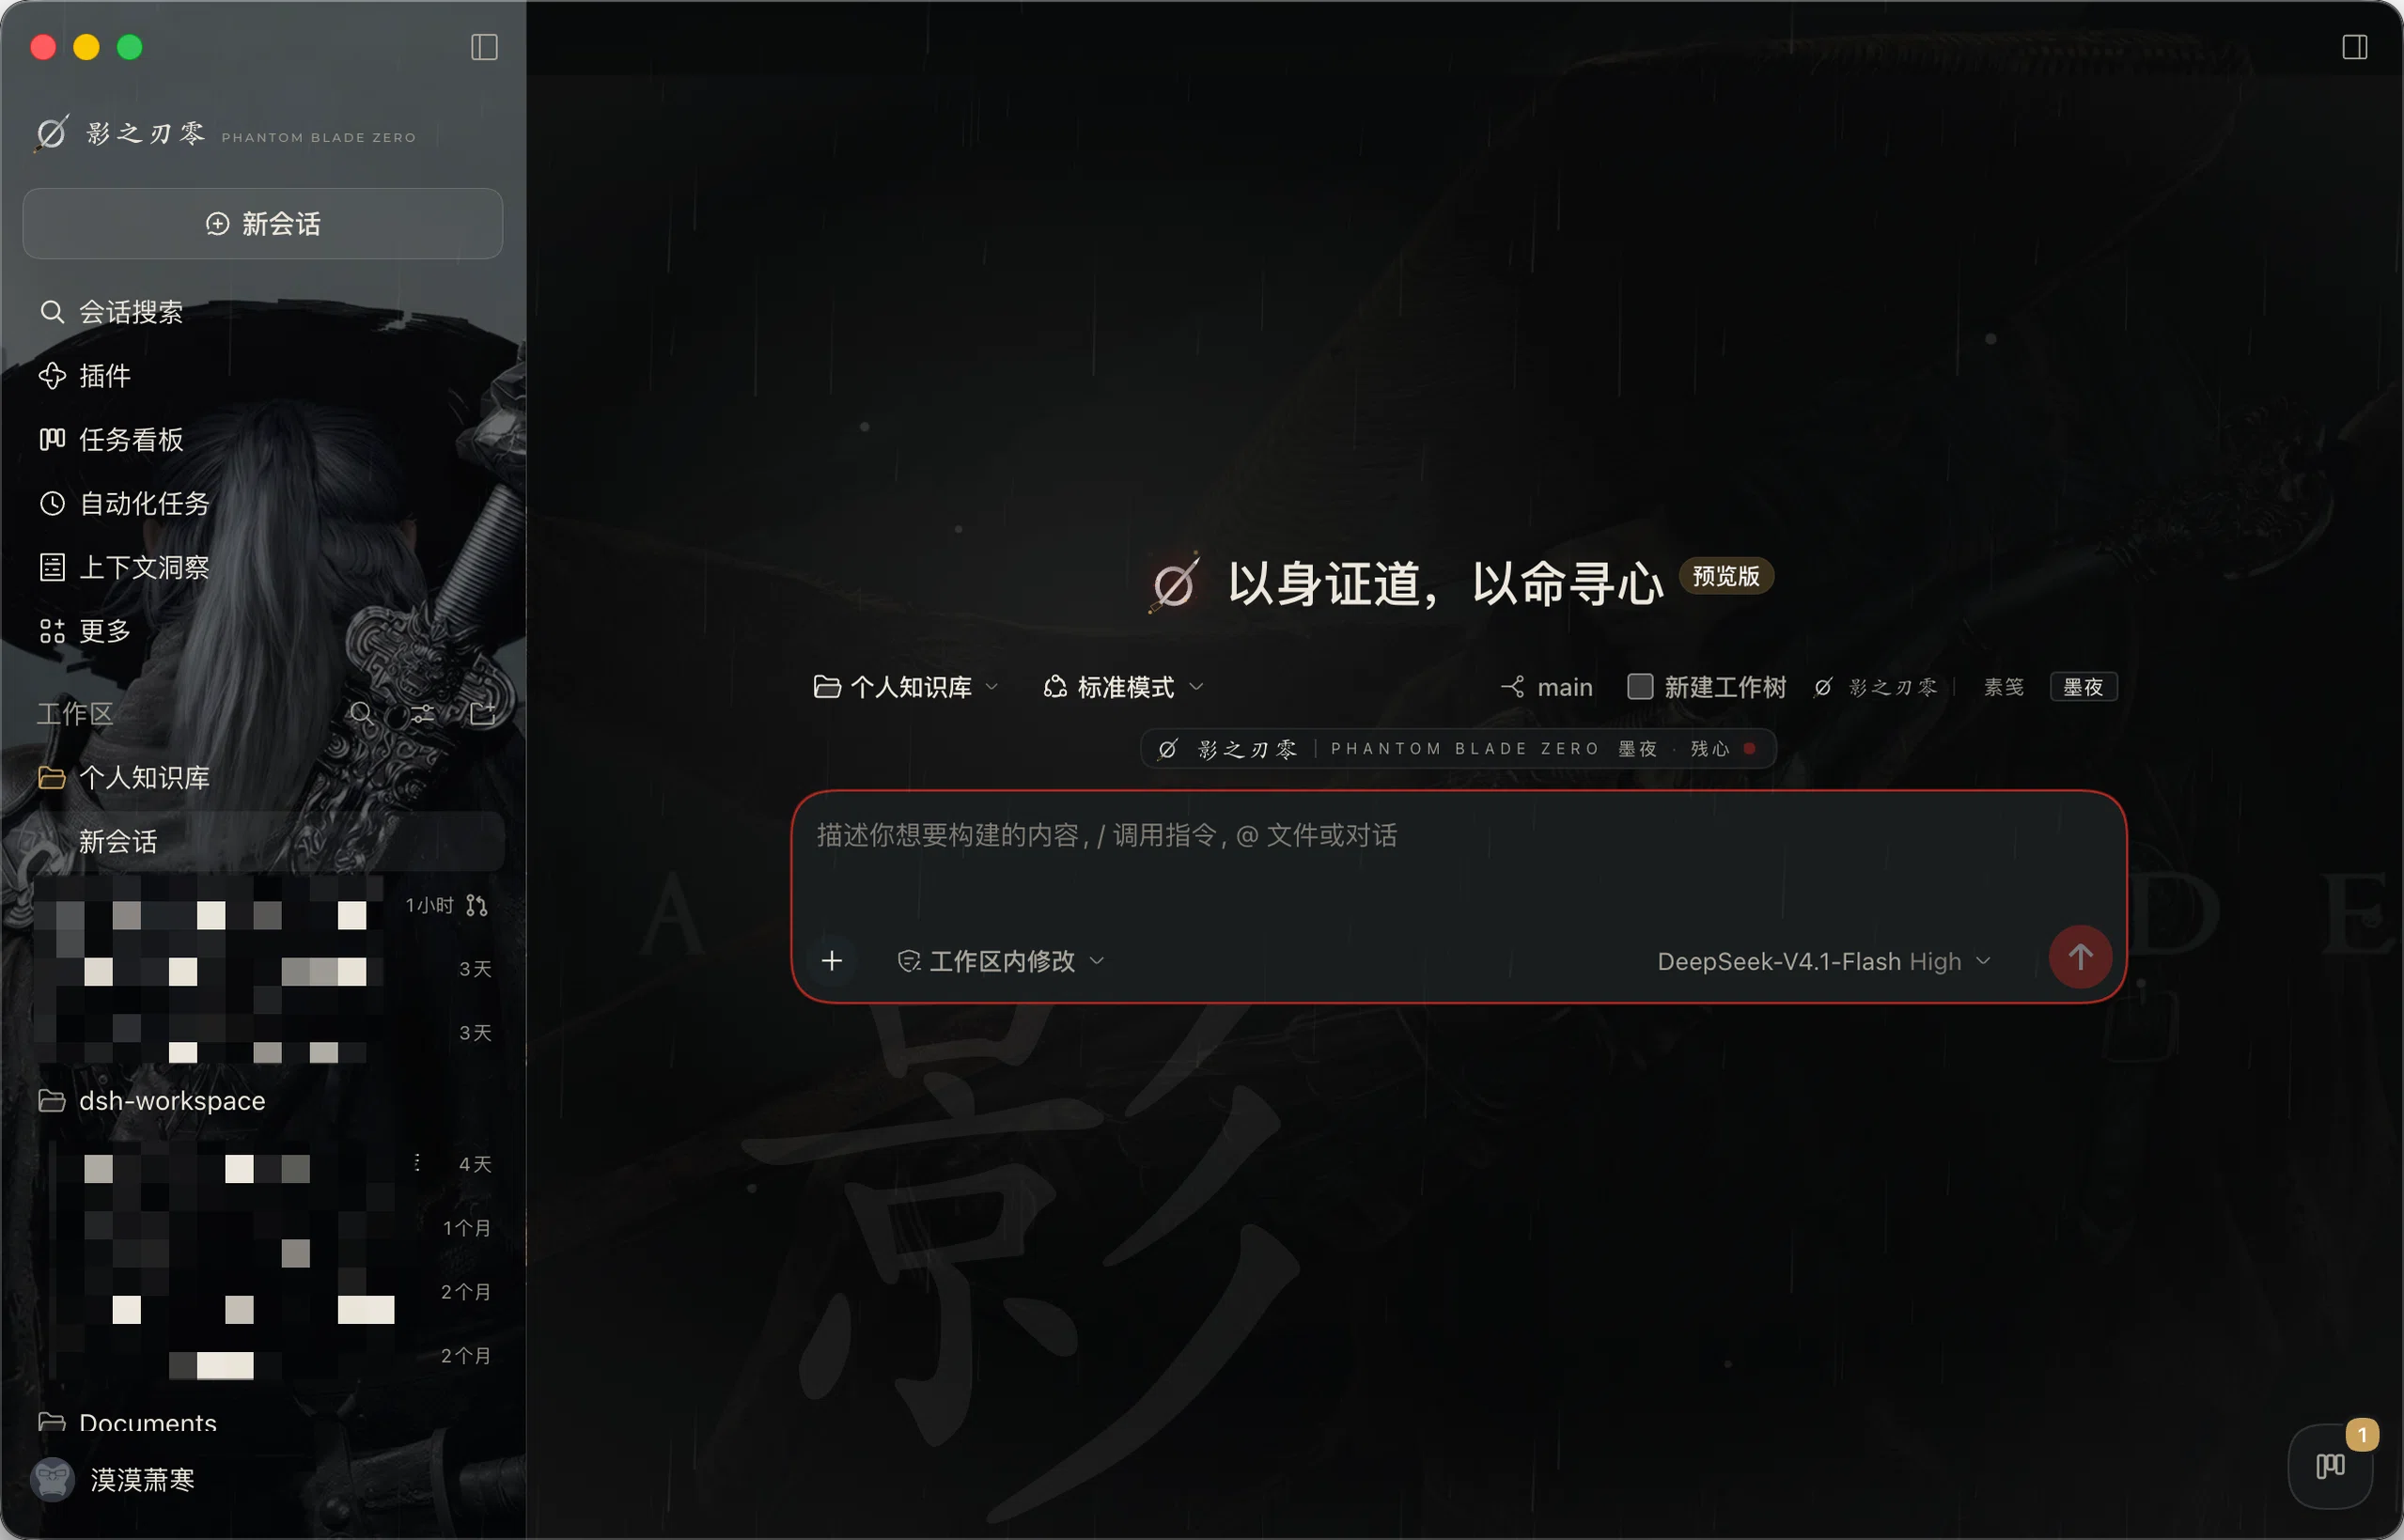 影之刃零 PHANTOM BLADE ZERO
新会话
会话搜索
插件
任务看板
自动化任务
上下文洞察
更多
工作区
个人知识库
新会话
1小时
3天
3天
dsh-workspace
4天
1个月
2个月
2个月
Documents
漠漠萧寒
以身证道，以命寻心 预览版
个人知识库 标准模式 main 新建工作树 影之刃零 素笺 墨夜
影之刃零 PHANTOM BLADE ZERO 墨夜 · 残心
描述你想要构建的内容, / 调用指令, @ 文件或对话
工作区内修改 DeepSeek-V4.1-Flash High
A D E
影
1